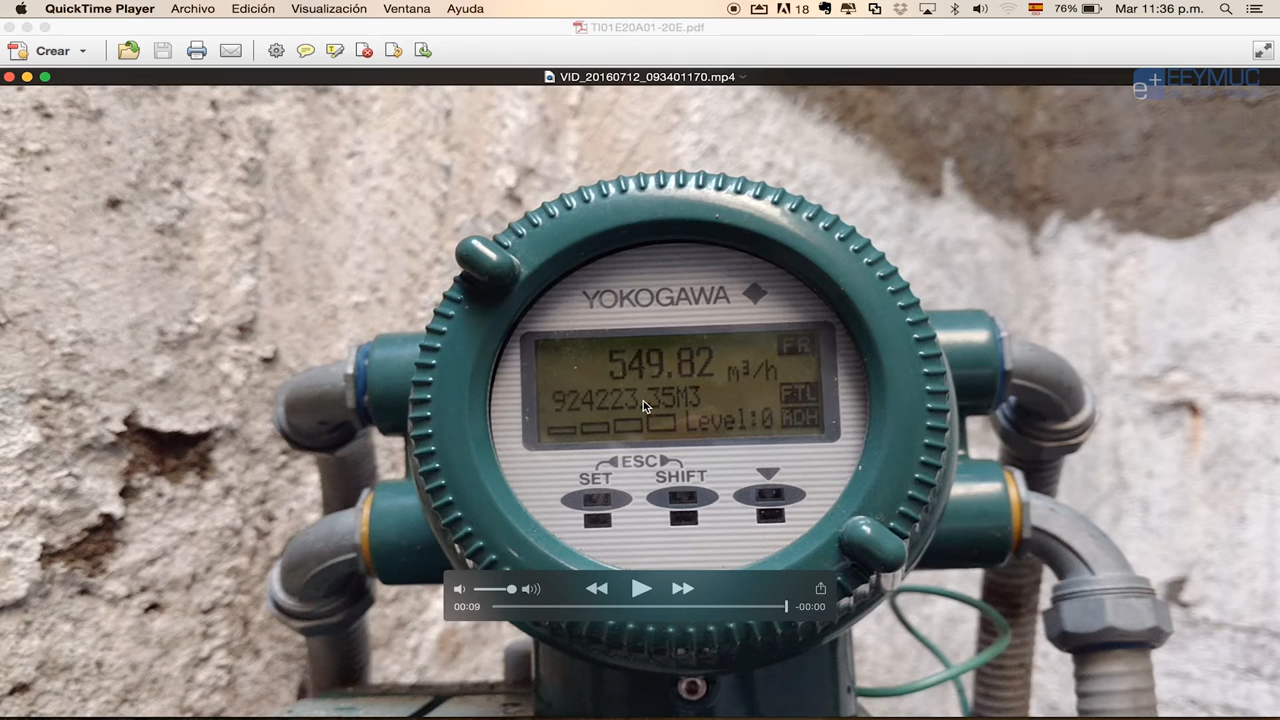 QuickTime Player Archivo Edición Visualización Ventana Ayuda 18 76% Mar 11:36 p.m.
TI01E20A01-20E.pdf
Crear
VID_20160712_093401170.mp4
e+ EEYMUC
YOKOGAWA
549.82 m³/h FR
924223.35M3 FTL
Level:0 ADH
ESC
SET SHIFT
00:09 -00:00